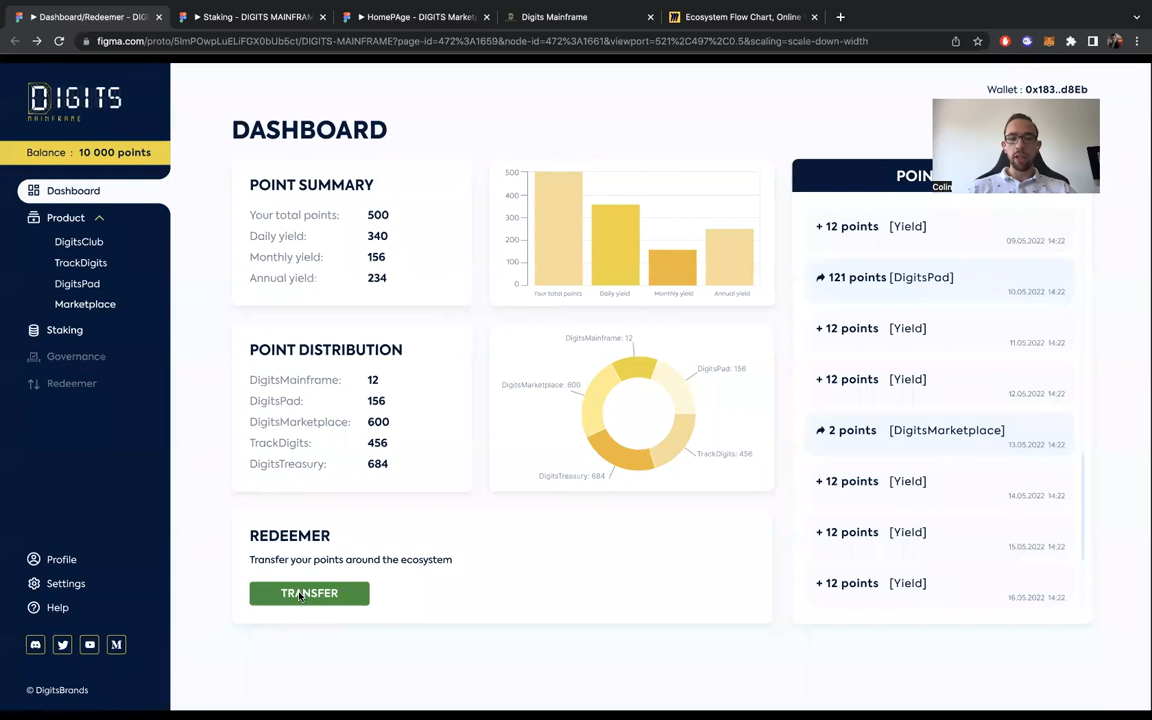 Dashboard/Redeemer - DIG
Staking - DIGITS MAINFRAM
HomePAge - DIGITS Market
Digits Mainframe
Ecosystem Flow Chart, Online
figma.com/proto/5lmPOwpLuELiFGX0bUb5ct/DIGITS-MAINFRAME?page-id=472%3A1659&node-id=472%3A1661&viewport=521%2C497%2C0.5&scaling=scale-down-width
DIGITS
MAINFRAME
Balance : 10 000 points
Dashboard
Product
DigitsClub
TrackDigits
DigitsPad
Marketplace
Staking
Governance
Redeemer
Profile
Settings
Help
© DigitsBrands
Wallet : 0x183..d8Eb
DASHBOARD
POINT SUMMARY
Your total points: 500
Daily yield: 340
Monthly yield: 156
Annual yield: 234
500
400
300
200
100
0
Your total points Daily yield Monthly yield Annual yield
POINT DISTRIBUTION
DigitsMainframe: 12
DigitsPad: 156
DigitsMarketplace: 600
TrackDigits: 456
DigitsTreasury: 684
DigitsMainframe: 12
DigitsPad: 156
DigitsMarketplace: 600
TrackDigits: 456
DigitsTreasury: 684
REDEEMER
Transfer your points around the ecosystem
TRANSFER
Colin
POIN
+ 12 points [Yield]
09.05.2022 14:22
121 points [DigitsPad]
10.05.2022 14:22
+ 12 points [Yield]
11.05.2022 14:22
+ 12 points [Yield]
12.05.2022 14:22
2 points [DigitsMarketplace]
13.05.2022 14:22
+ 12 points [Yield]
14.05.2022 14:22
+ 12 points [Yield]
15.05.2022 14:22
+ 12 points [Yield]
16.05.2022 14:22